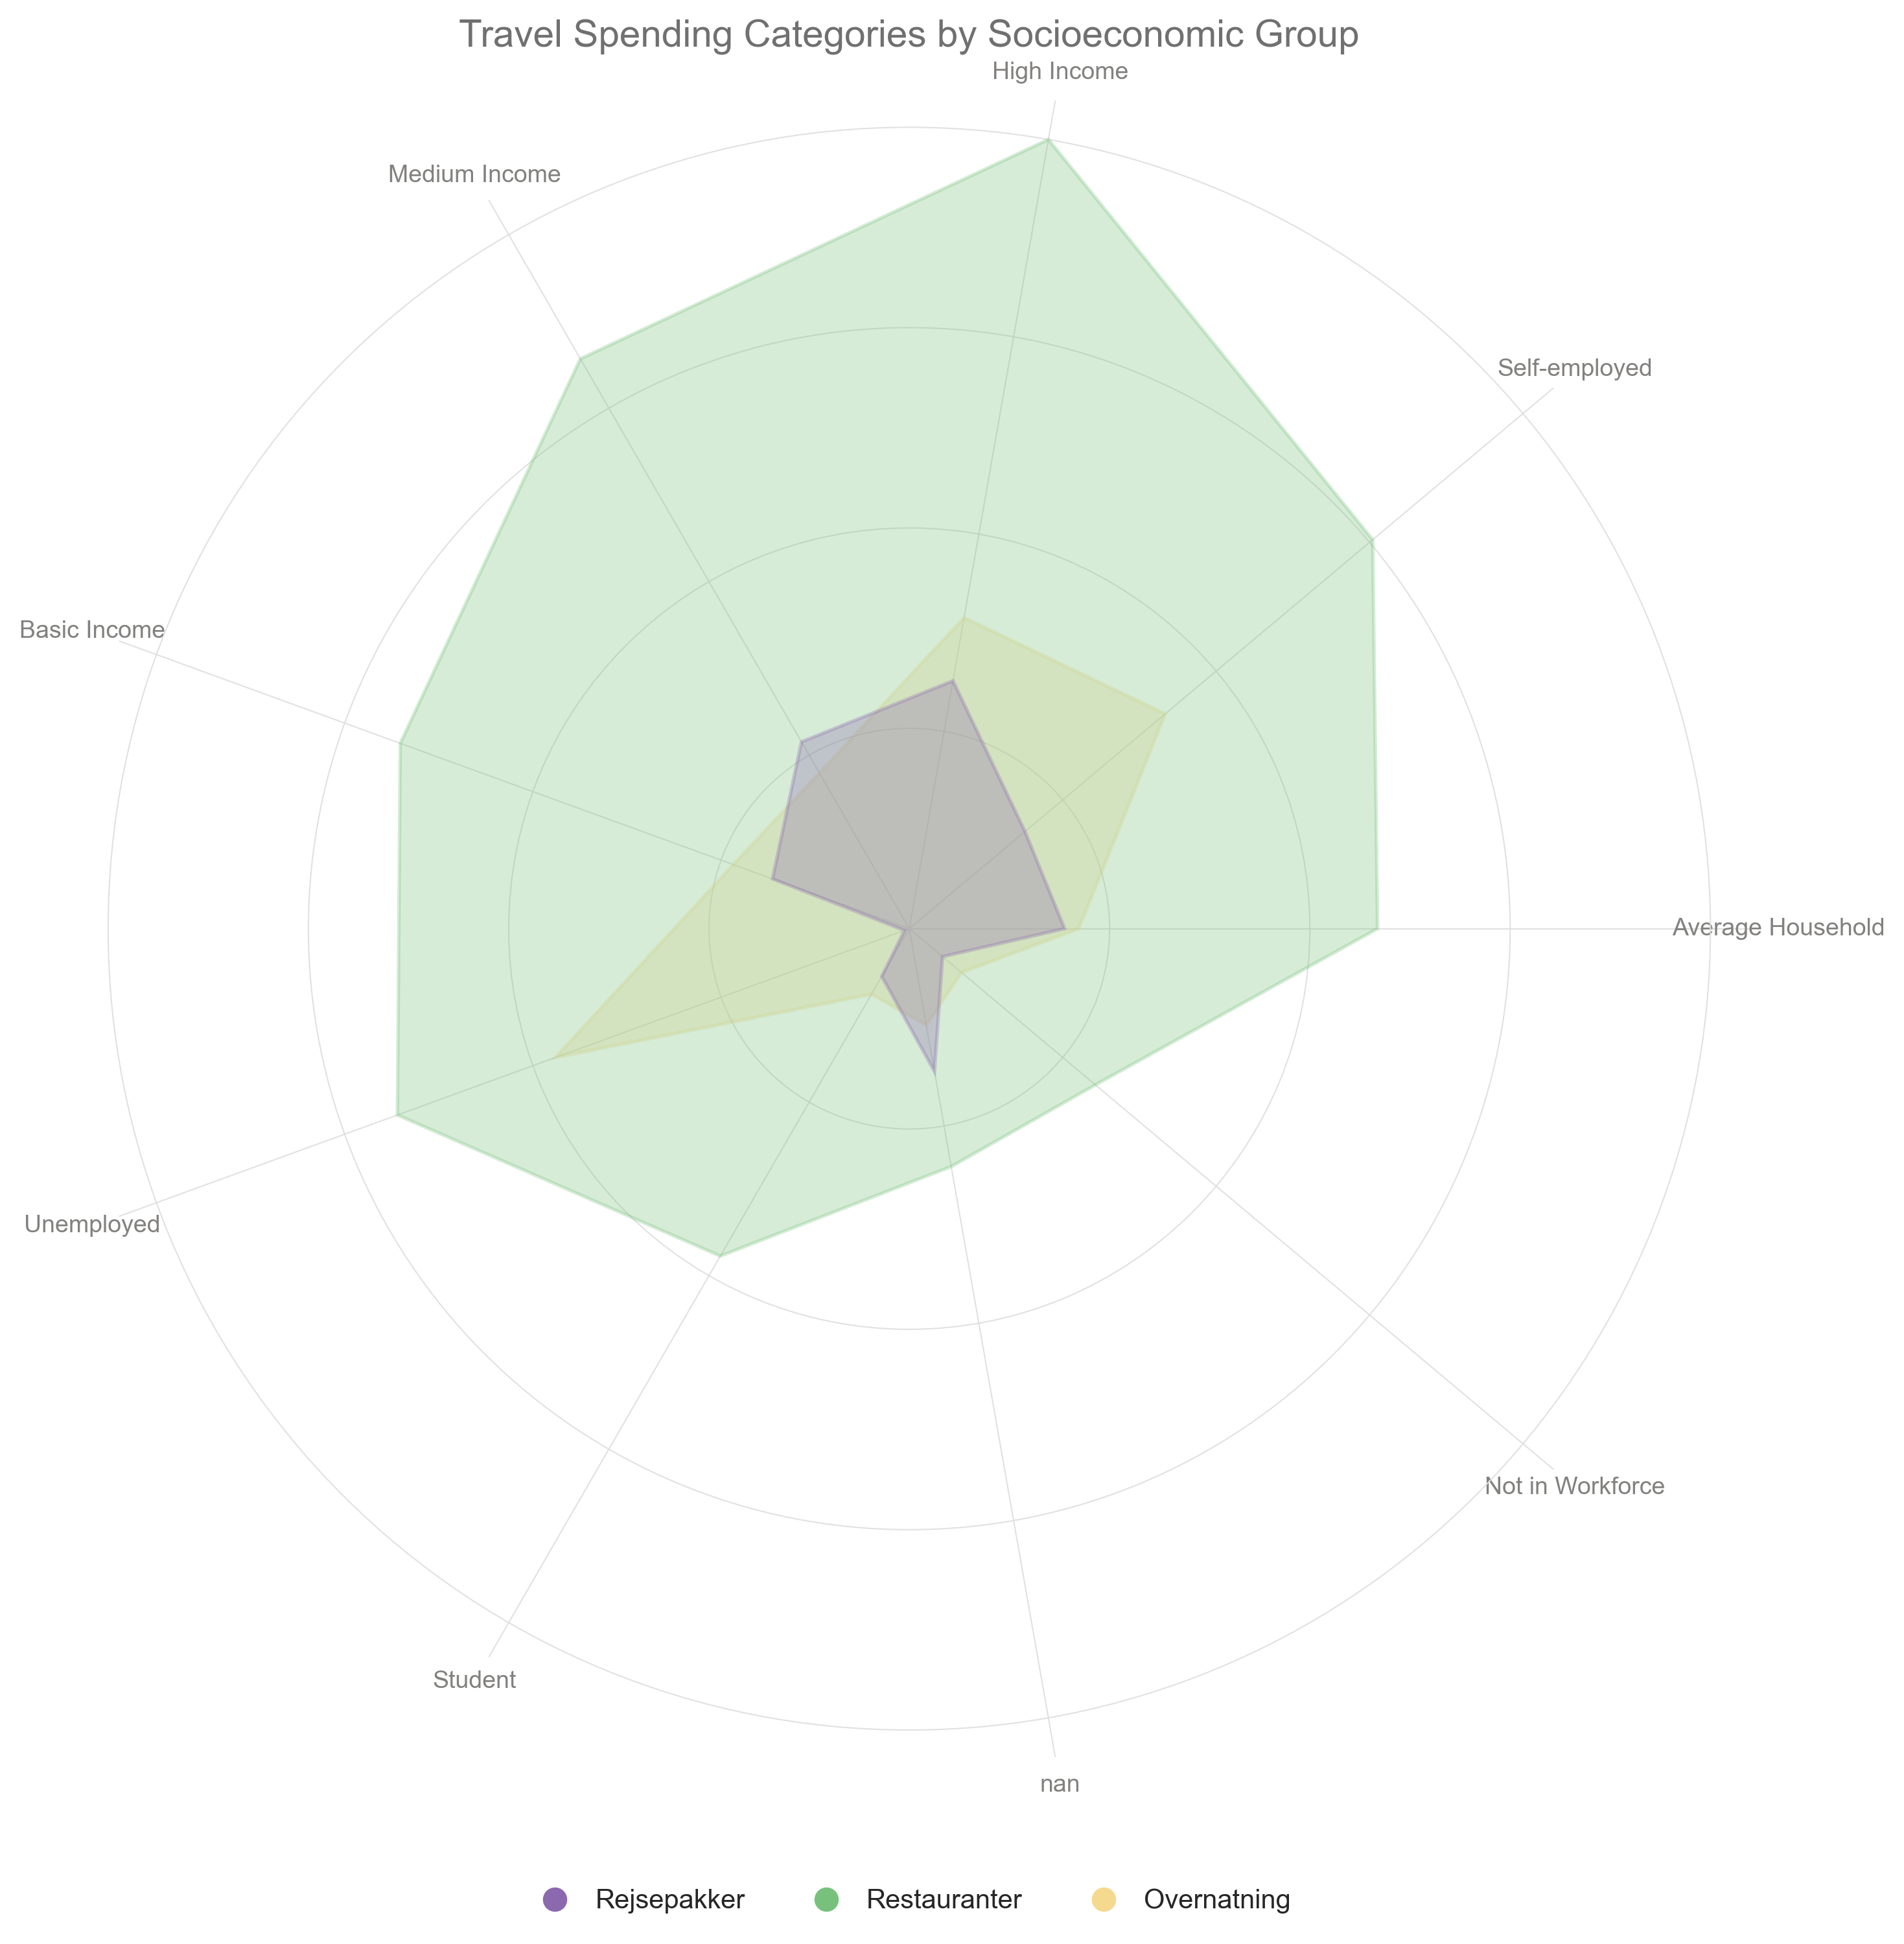 Travel Spending Categories by Socioeconomic Group
High Income
Medium Income
Self-employed
Basic Income
Average Household
Unemployed
Not in Workforce
Student
nan
Rejsepakker
Restauranter
Overnatning